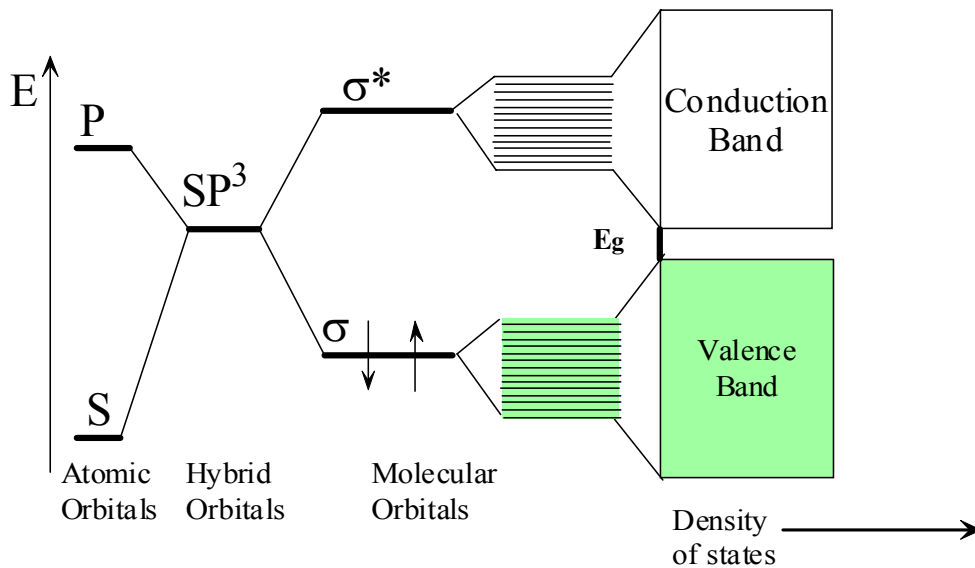 E
P
S
SP³
σ*
σ
Eg
Conduction
Band
Valence
Band
Atomic
Orbitals
Hybrid
Orbitals
Molecular
Orbitals
Density
of states